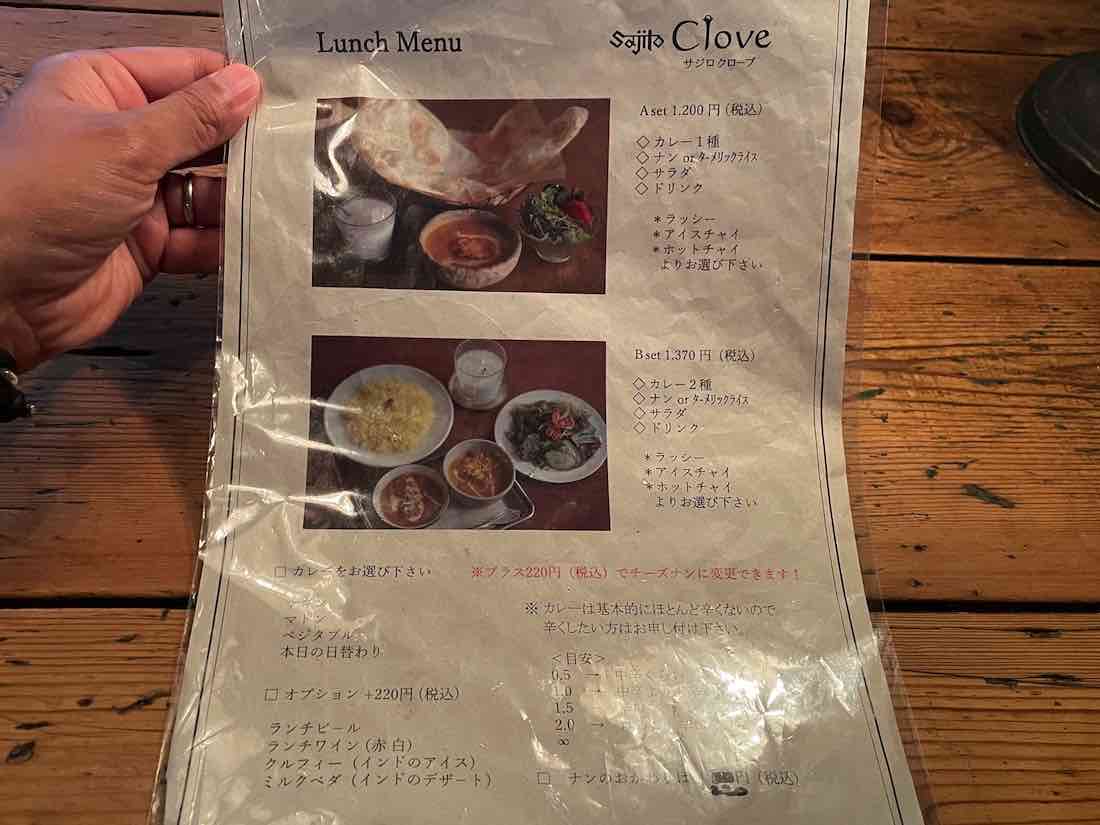 Lunch Menu
Sajilo Clove
サジロクローブ
A set 1.200 円 (税込)
◇ カレー1種
◇ ナン or ターメリックライス
◇ サラダ
◇ ドリンク
＊ラッシー
＊アイスチャイ
＊ホットチャイ
よりお選び下さい
B set 1.370 円 (税込)
◇ カレー2種
◇ ナン or ターメリックライス
◇ サラダ
◇ ドリンク
＊ラッシー
＊アイスチャイ
＊ホットチャイ
よりお選び下さい
□ カレーをお選び下さい
マトン
ベジタブル
本日の日替わり
□ オプション +220円 (税込)
ランチビール
ランチワイン (赤 白)
クルフィー (インドのアイス)
ミルクペダ (インドのデザート)
※プラス220円 (税込) でチーズナンに変更できます！
※ カレーは基本的にほとんど辛くないので
辛くしたい方はお申し付け下さい。
＜目安＞
0.5 →
1.0 →
1.5
2.0 →
∞
□ ナンのおかわりは 円 (税込)